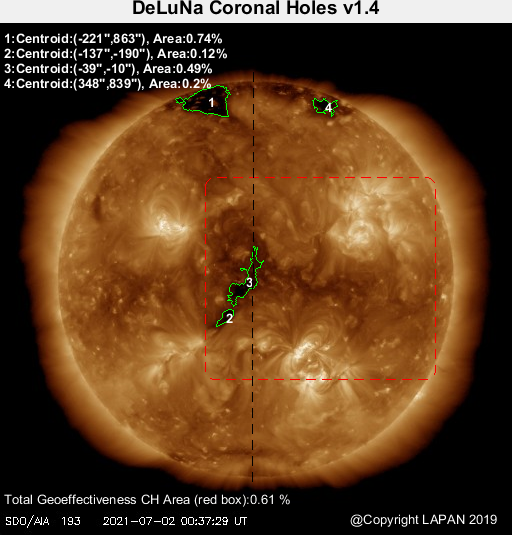 DeLuNa Coronal Holes v1.4
1:Centroid:(-221",863"), Area:0.74%
2:Centroid:(-137",-190"), Area:0.12%
3:Centroid:(-39",-10"), Area:0.49%
4:Centroid:(348",839"), Area:0.2%
1
4
3
2
Total Geoeffectiveness CH Area (red box):0.61 %
SDO/AIA 193 2021-07-02 00:37:29 UT
@Copyright LAPAN 2019